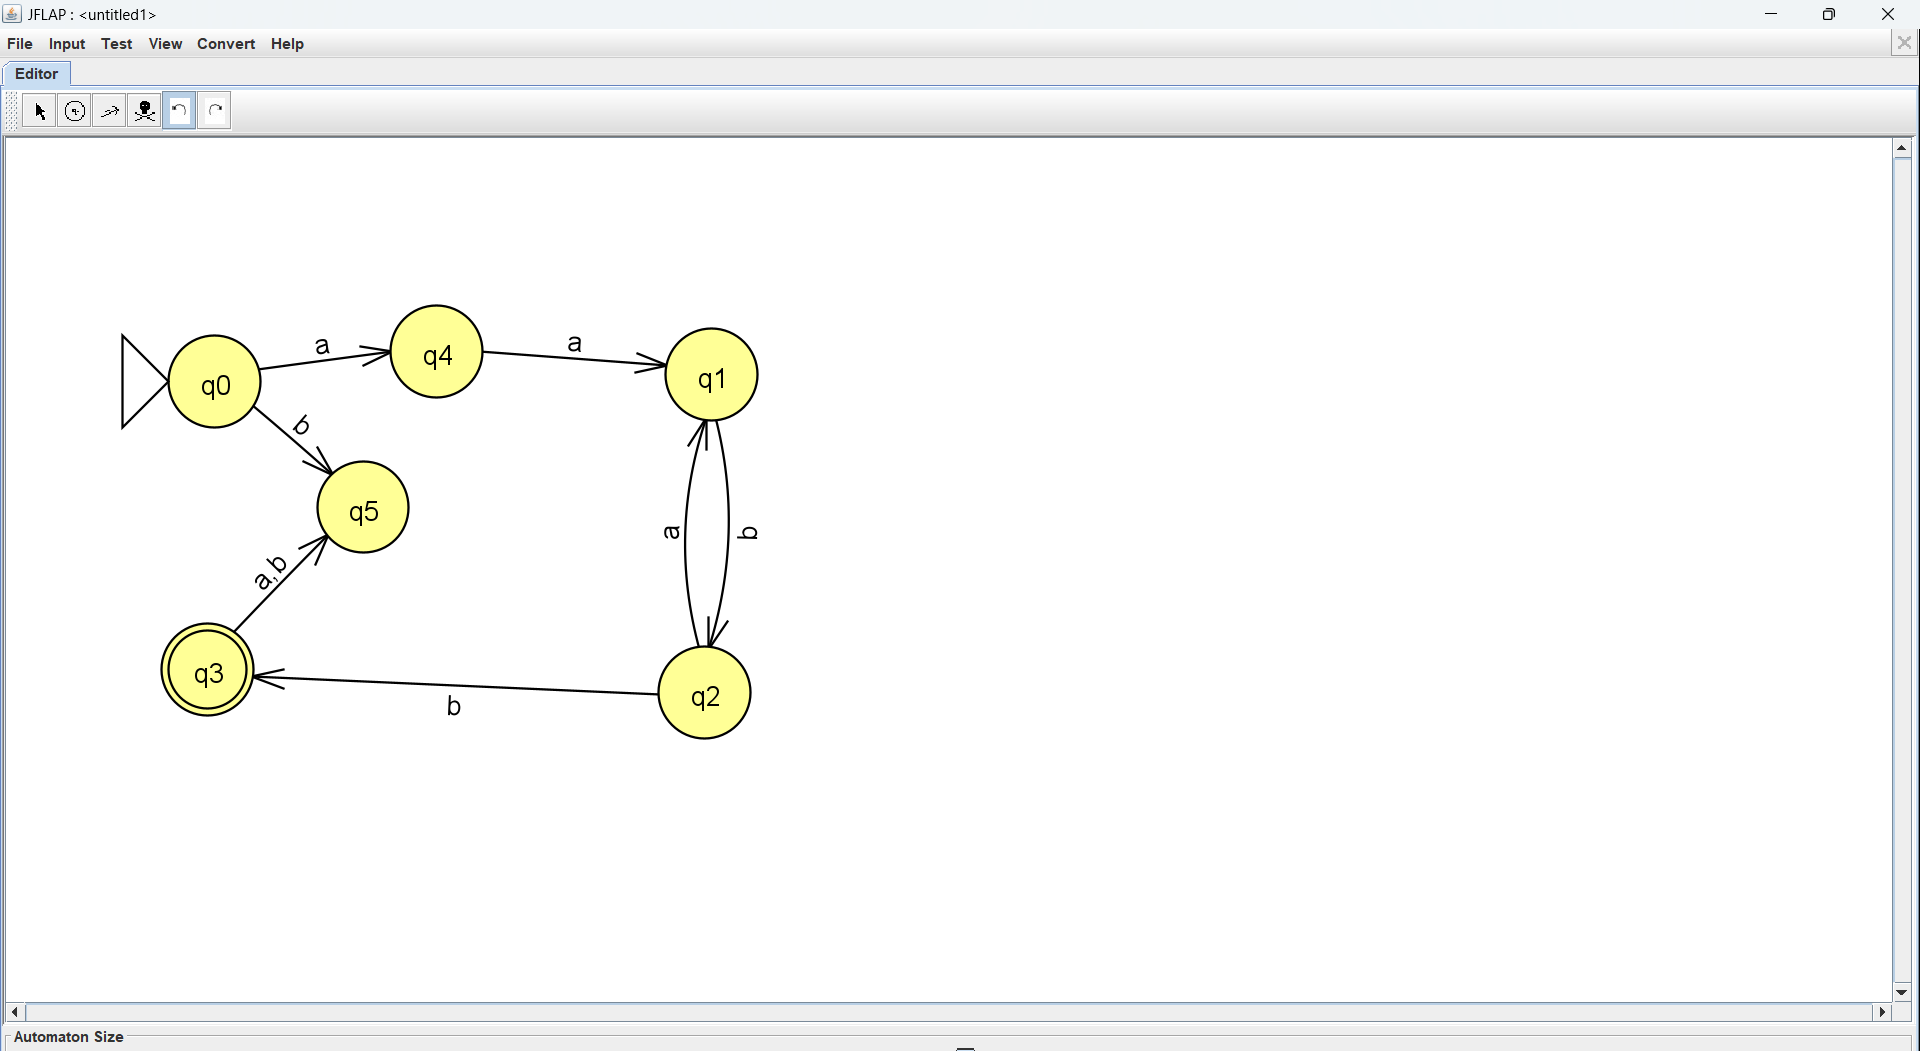 JFLAP : <untitled1>
File Input Test View Convert Help
Editor
a
q4
a
q1
q0
b
q5
a
b
a,b
q3
q2
b
Automaton Size